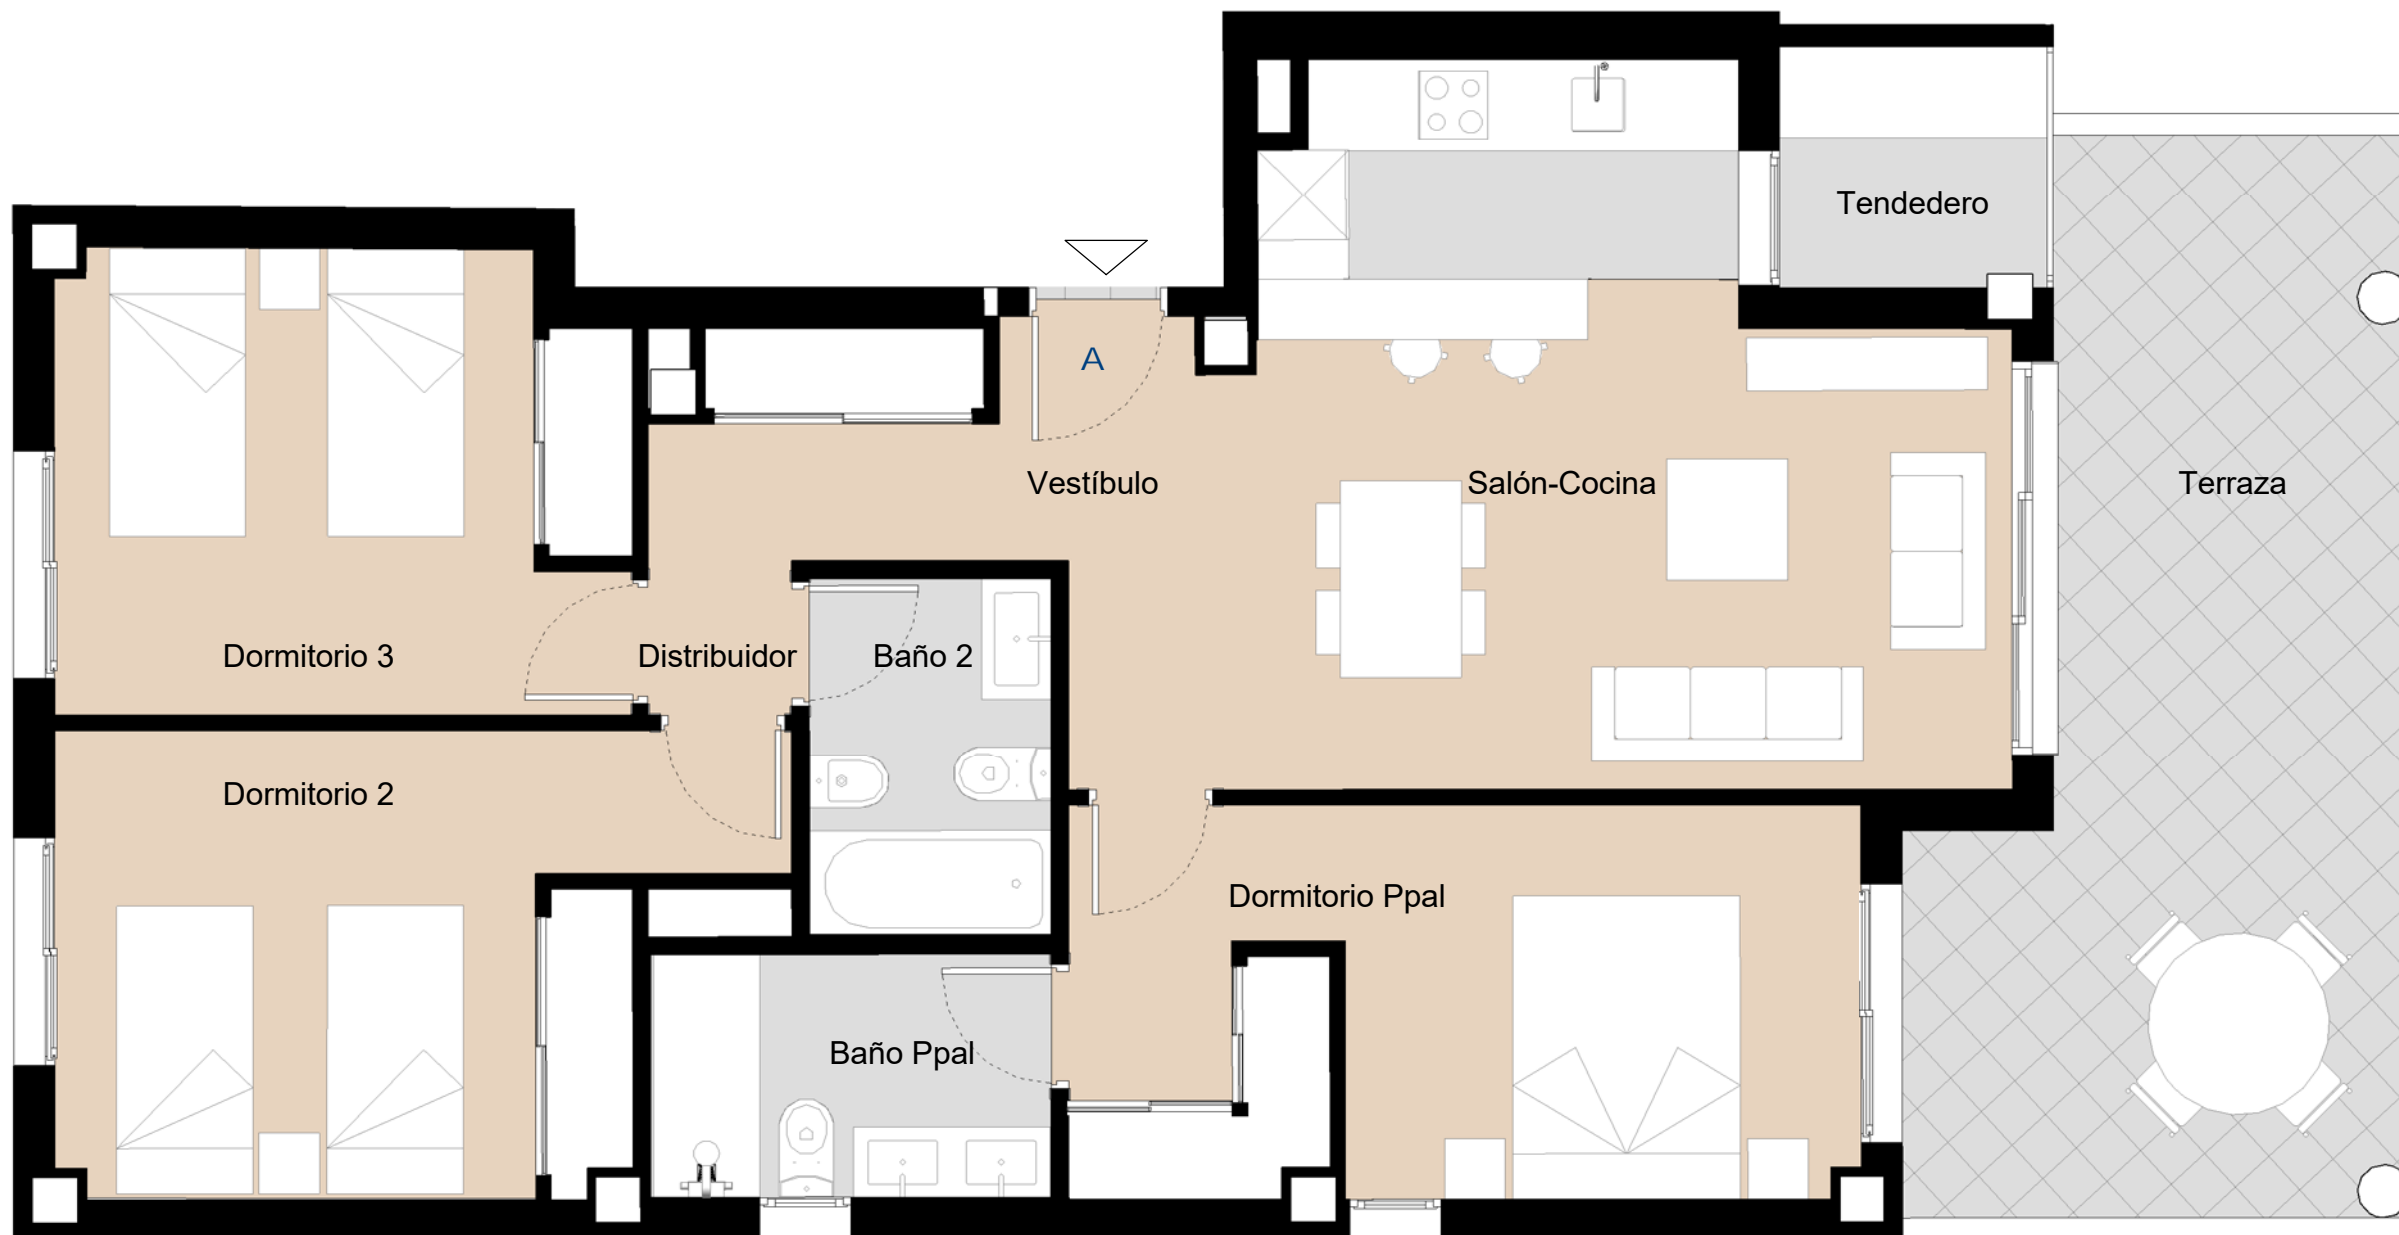 Tendedero
A
Vestíbulo
Salón-Cocina
Terraza
Dormitorio 3
Distribuidor
Baño 2
Dormitorio 2
Dormitorio Ppal
Baño Ppal